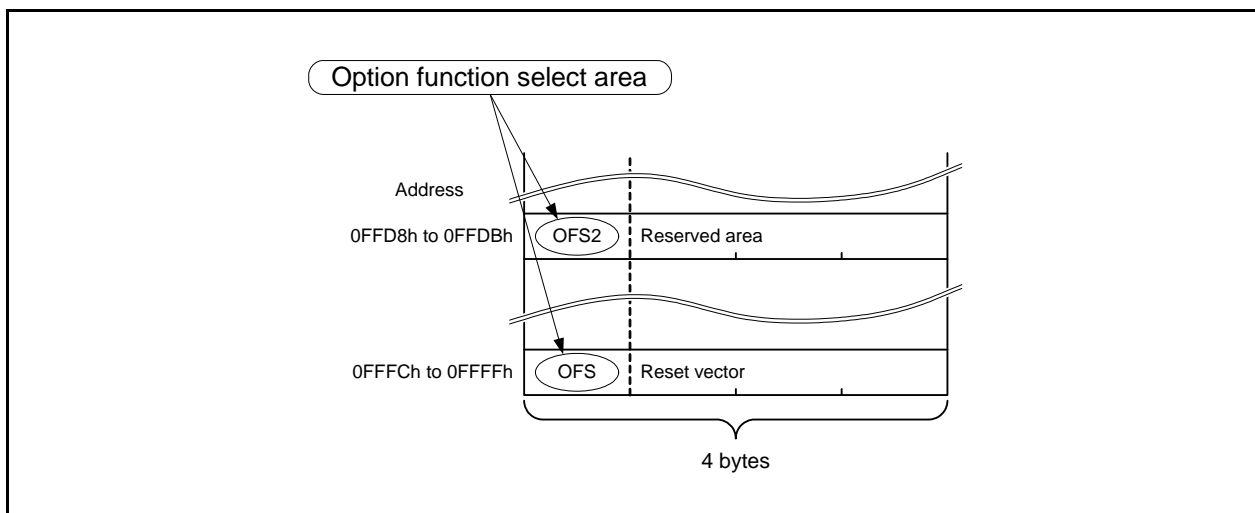 Option function select area
Address
0FFD8h to 0FFDBh OFS2 Reserved area
0FFFCh to 0FFFFh OFS Reset vector
4 bytes